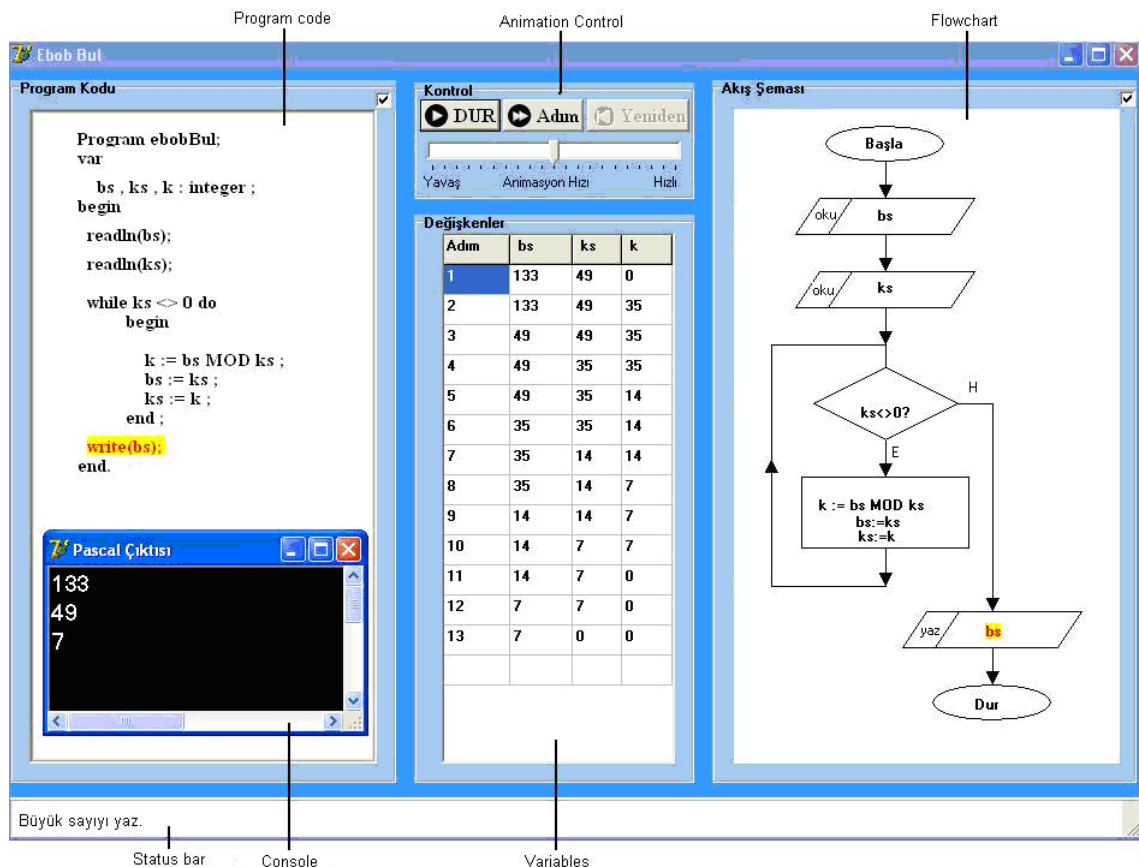 Program code
Animation Control
Flowchart
Ebob Bul
Program Kodu
Program ebobBul;
var
bs , ks , k : integer ;
begin
readln(bs);
readln(ks);
while ks <> 0 do
begin
k := bs MOD ks ;
bs := ks ;
ks := k ;
end ;
write(bs);
end.
Pascal Çıktısı
133
49
7
Kontrol
DUR Adım Yeniden
Yavaş Animasyon Hızı Hızlı
Değişkenler
Adım bs ks k
1 133 49 0
2 133 49 35
3 49 49 35
4 49 35 35
5 49 35 14
6 35 35 14
7 35 14 14
8 35 14 7
9 14 14 7
10 14 7 7
11 14 7 0
12 7 7 0
13 7 0 0
Akış Şeması
Başla
oku bs
oku ks
ks<>0?
H
E
k := bs MOD ks
bs:=ks
ks:=k
yaz bs
Dur
Büyük sayıyı yaz.
Status bar
Console
Variables